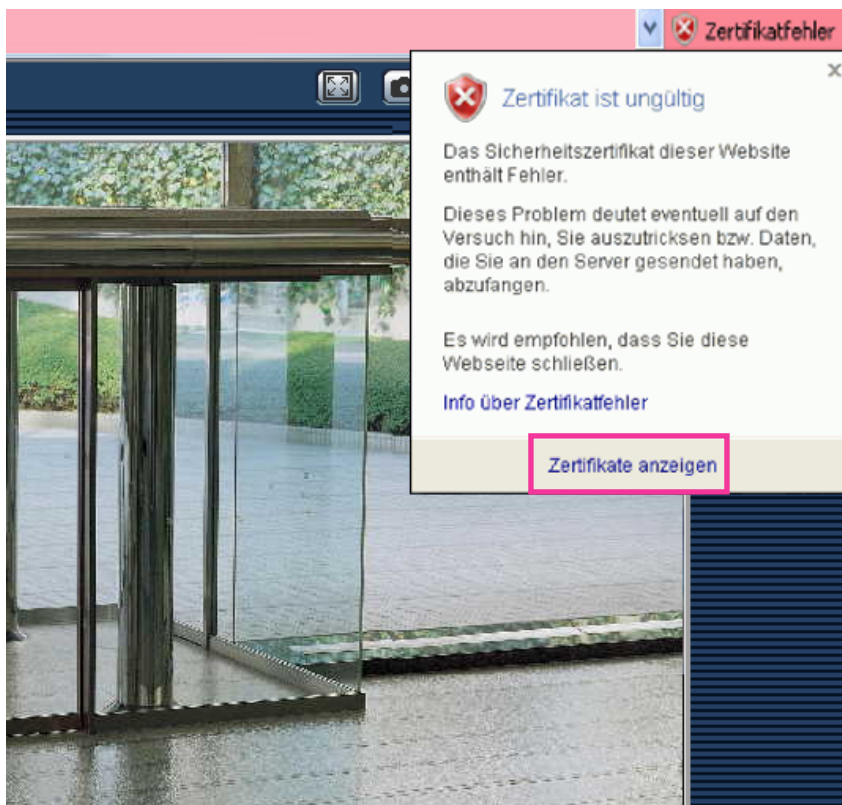 Zertifikatfehler
Zertifikat ist ungültig
Das Sicherheitszertifikat dieser Website
enthält Fehler.
Dieses Problem deutet eventuell auf den
Versuch hin, Sie auszutricksen bzw. Daten,
die Sie an den Server gesendet haben,
abzufangen.
Es wird empfohlen, dass Sie diese
Webseite schließen.
Info über Zertifikatfehler
Zertifikate anzeigen